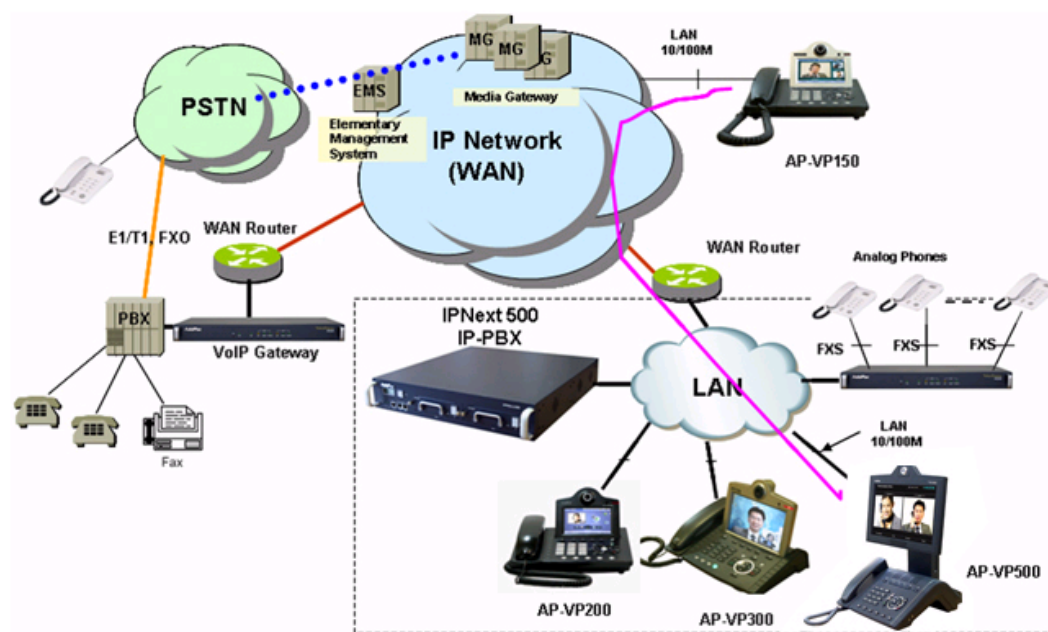 MG
MG
G
LAN
10/100M
EMS
Media Gateway
PSTN
Elementary
Management
System
IP Network
(WAN)
AP-VP150
E1/T1, FXO
WAN Router
WAN Router
Analog Phones
PBX
VoIP Gateway
IPNext 500
IP-PBX
FXS
FXS
FXS
LAN
LAN
10/100M
Fax
AP-VP200
AP-VP300
AP-VP500